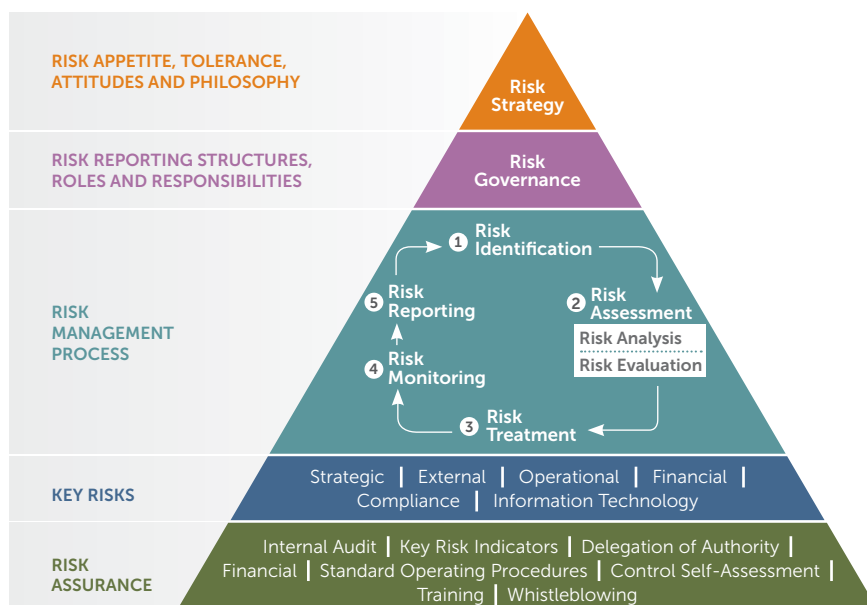 RISK APPETITE, TOLERANCE,
ATTITUDES AND PHILOSOPHY
Risk
Strategy
RISK REPORTING STRUCTURES,
ROLES AND RESPONSIBILITIES
Risk
Governance
RISK
MANAGEMENT
PROCESS
1 Risk
Identification
2 Risk
Assessment
Risk Analysis
Risk Evaluation
3 Risk
Treatment
4 Risk
Monitoring
5 Risk
Reporting
KEY RISKS
Strategic | External | Operational | Financial |
Compliance | Information Technology
RISK
ASSURANCE
Internal Audit | Key Risk Indicators | Delegation of Authority |
Financial | Standard Operating Procedures | Control Self-Assessment |
Training | Whistleblowing